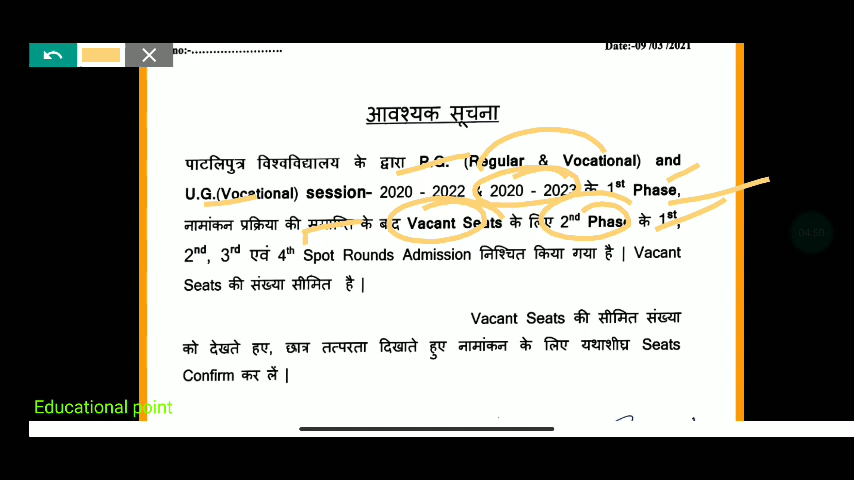 no:-........................
Date:-09/03/2021
आवश्यक सूचना
पाटलिपुत्र विश्वविद्यालय के द्वारा P.G. (Regular & Vocational) and
U.G.(Vocational) session- 2020 - 2022 & 2020 - 2023 के 1st Phase,
नामांकन प्रक्रिया की समाप्ति के बाद Vacant Seats के लिए 2nd Phase के 1st,
2nd, 3rd एवं 4th Spot Rounds Admission निश्चित किया गया है | Vacant
Seats की संख्या सीमित है |
Vacant Seats की सीमित संख्या
को देखते हुए, छात्र तत्परता दिखाते हुए नामांकन के लिए यथाशीघ्र Seats
Confirm कर लें |
Educational point
04:50